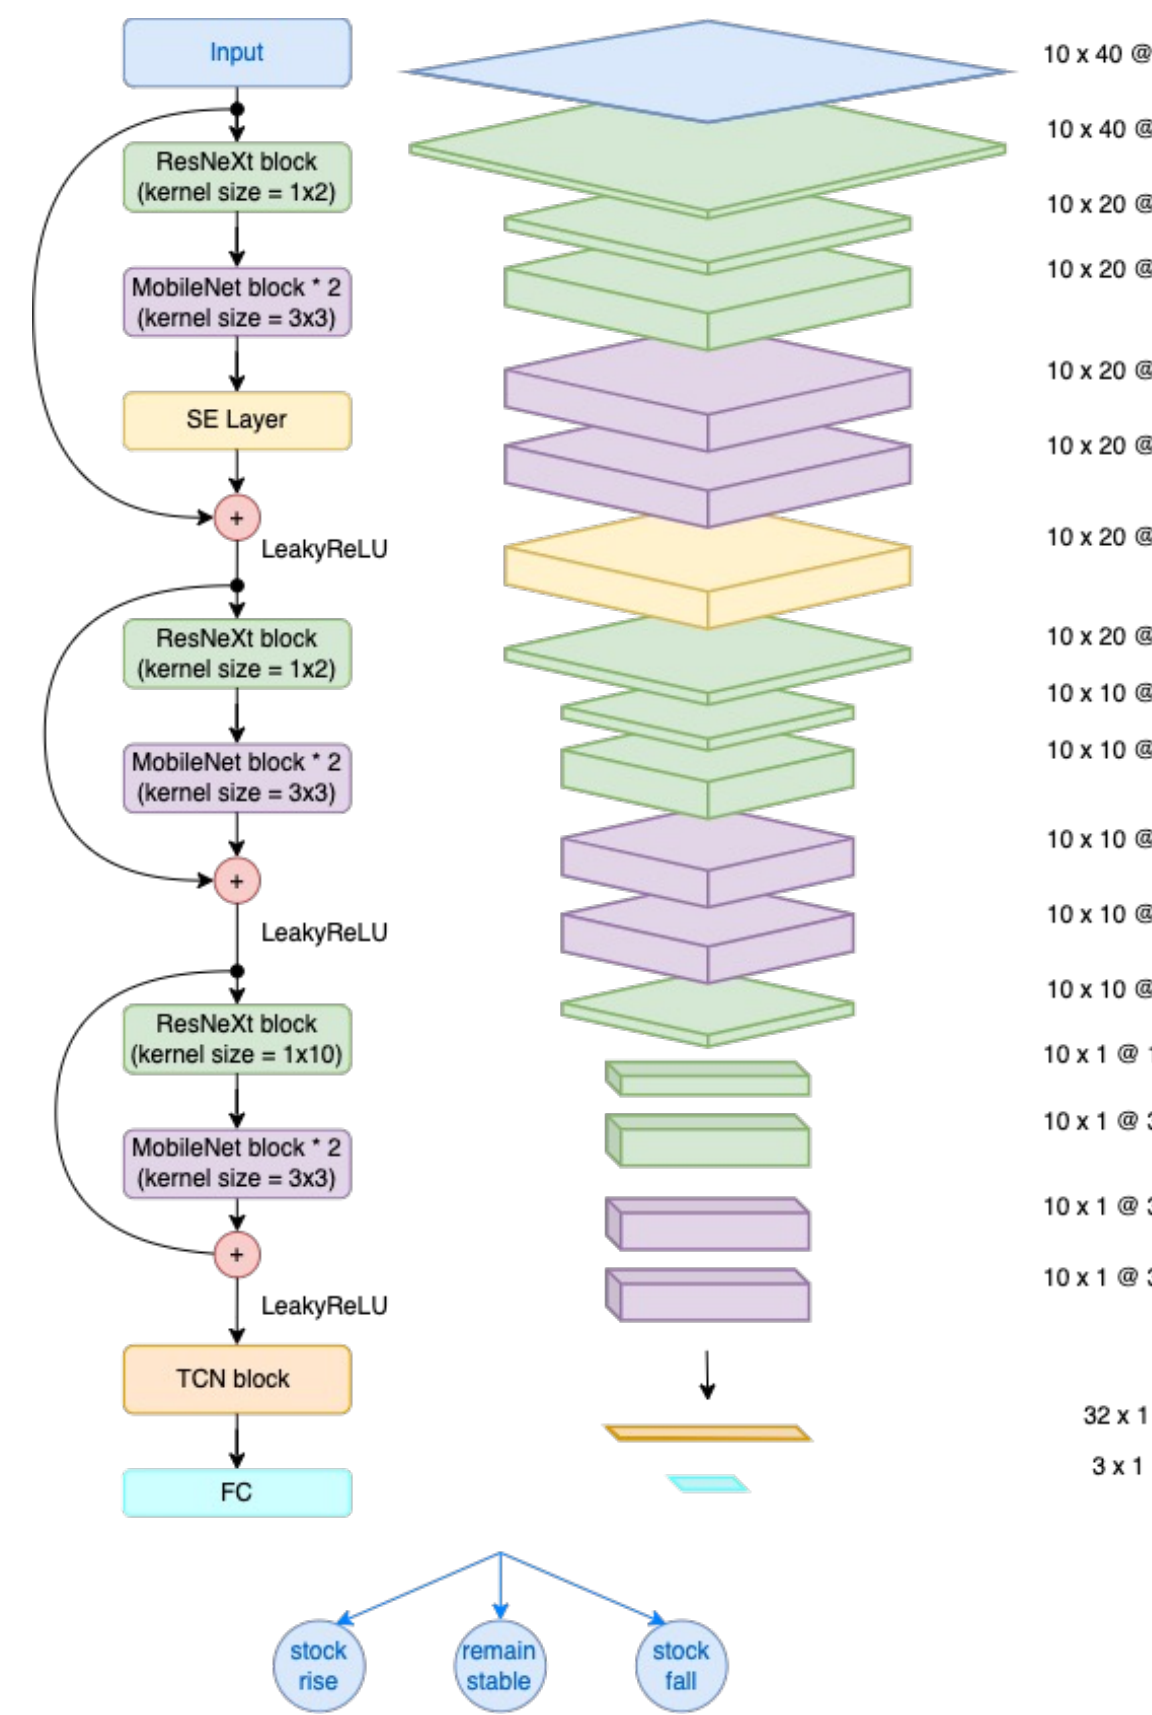 Input
ResNeXt block
(kernel size = 1x2)
MobileNet block * 2
(kernel size = 3x3)
SE Layer
+
LeakyReLU
ResNeXt block
(kernel size = 1x2)
MobileNet block * 2
(kernel size = 3x3)
+
LeakyReLU
ResNeXt block
(kernel size = 1x10)
MobileNet block * 2
(kernel size = 3x3)
+
LeakyReLU
TCN block
FC
10 x 40 @
10 x 40 @
10 x 20 @
10 x 20 @
10 x 20 @
10 x 20 @
10 x 20 @
10 x 20 @
10 x 10 @
10 x 10 @
10 x 10 @
10 x 10 @
10 x 10 @
10 x 1 @ 1
10 x 1 @ 3
10 x 1 @ 3
10 x 1 @ 3
32 x 1
3 x 1
stock
rise
remain
stable
stock
fall